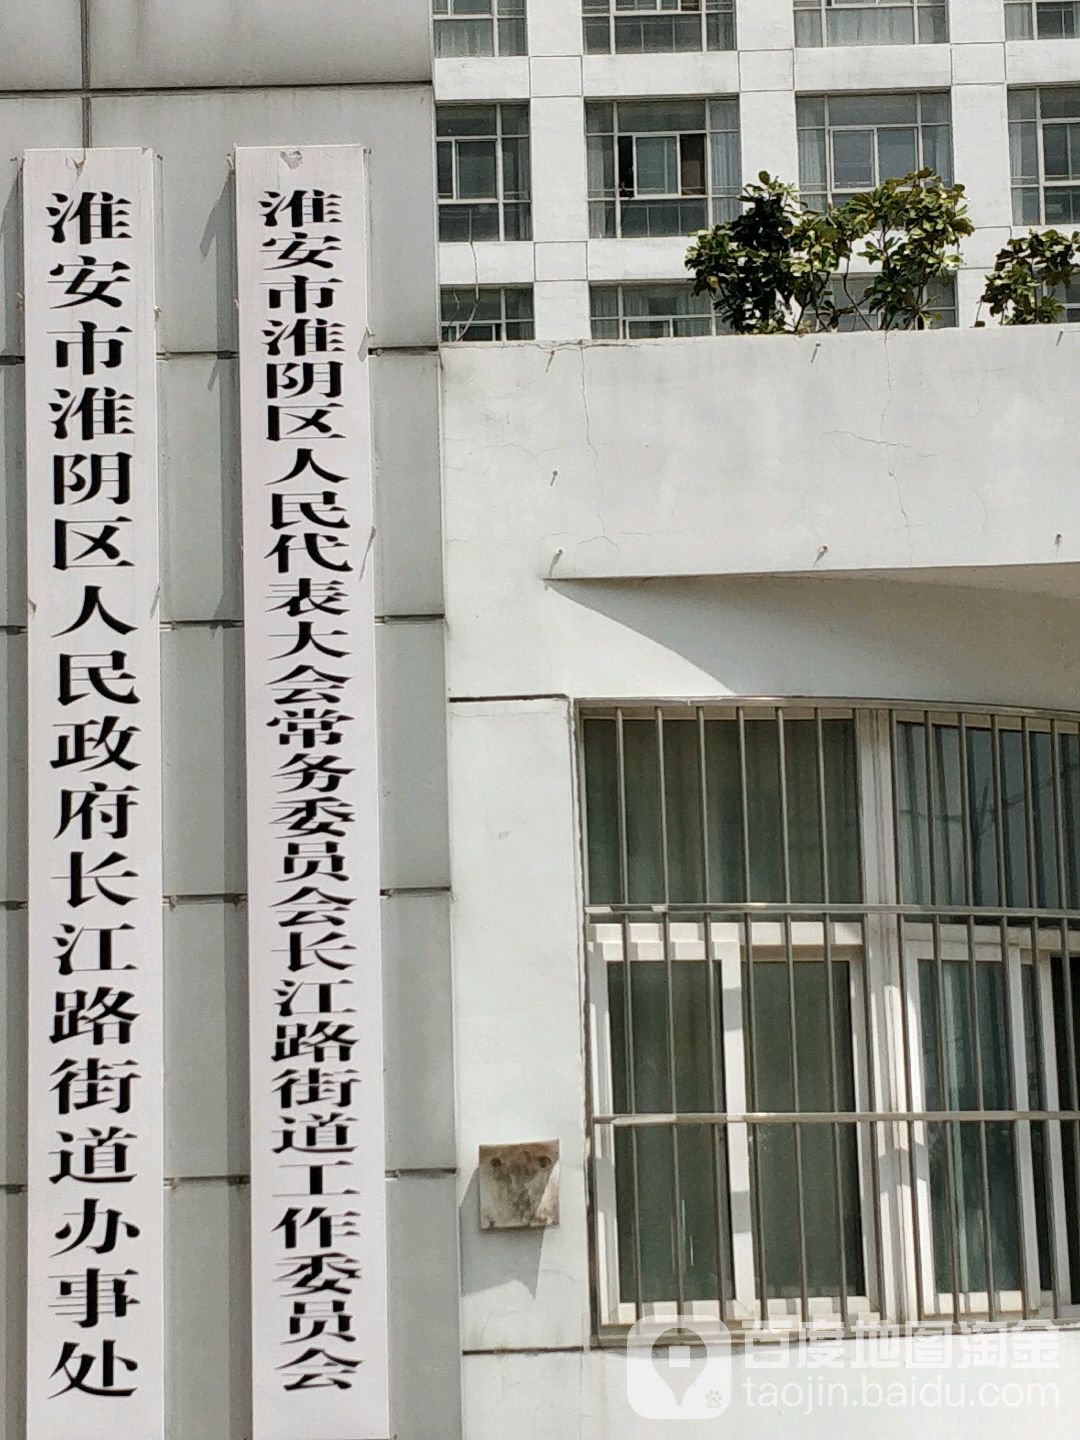 淮安市淮阴区人民政府长江路街道办事处
淮安市淮阴区人民代表大会常务委员会长江路街道工作委员会
百度地图淘金
taojin.baidu.com